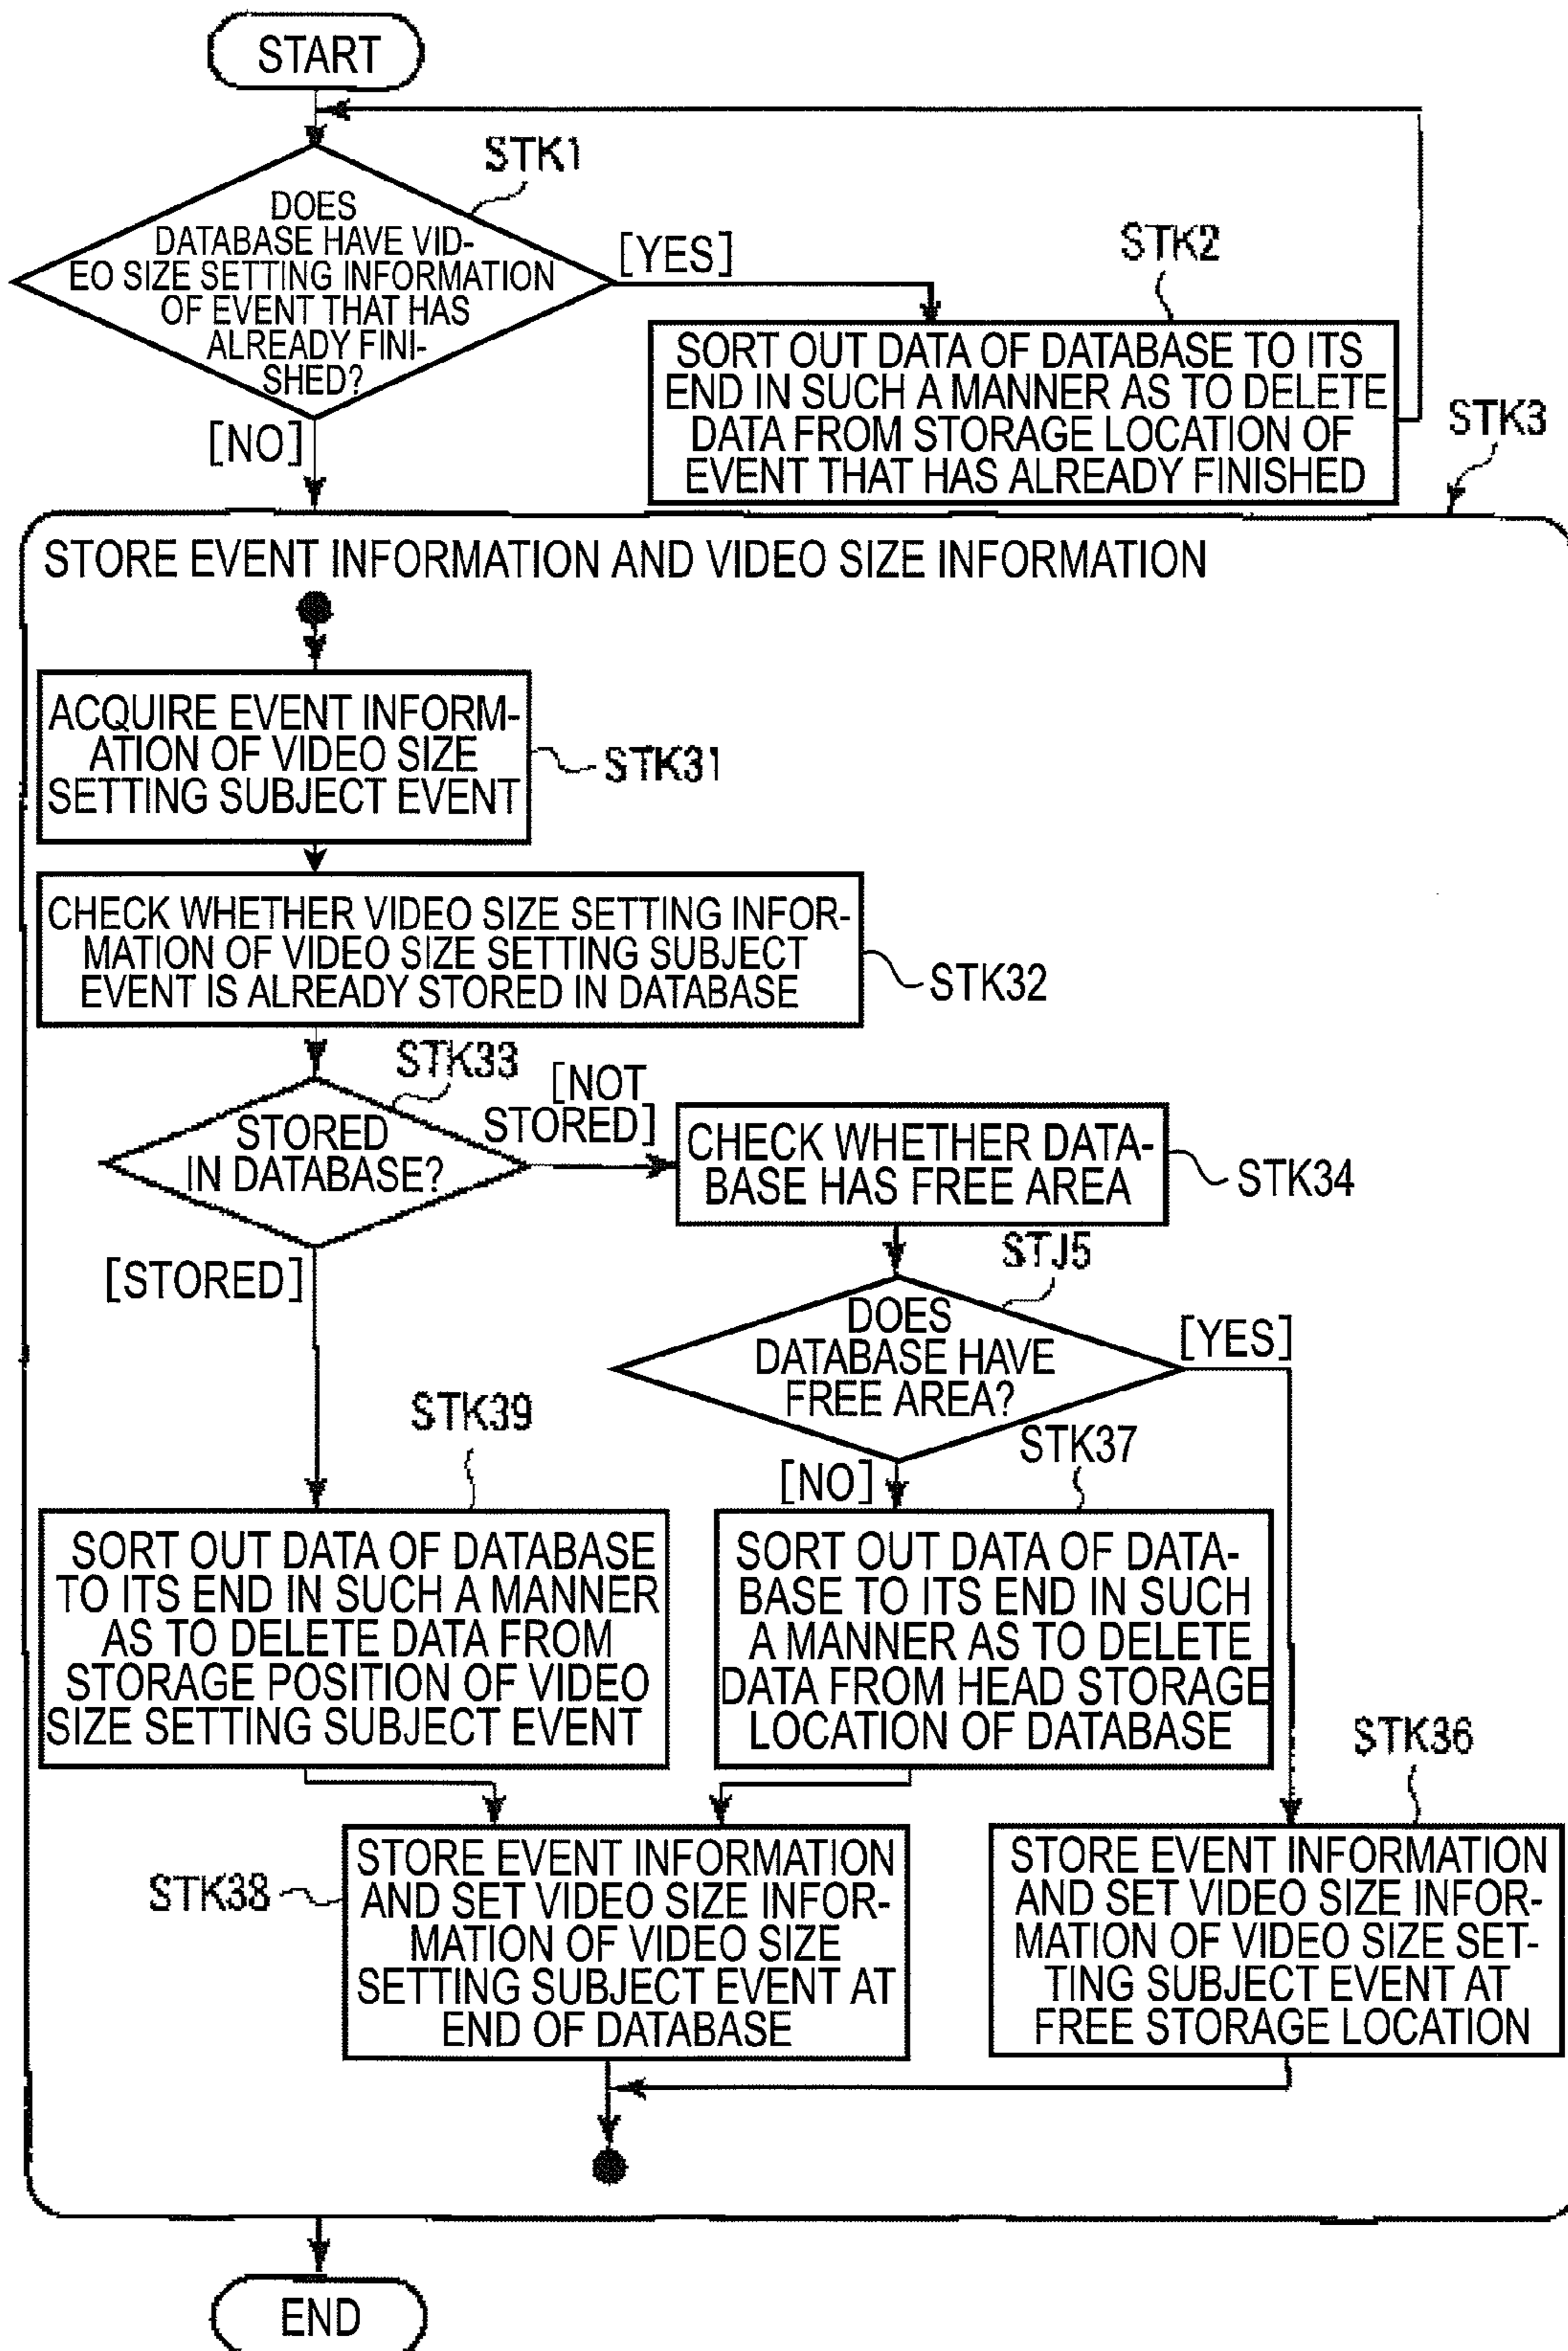 START
STK1
DOES
DATABASE HAVE VID-
EO SIZE SETTING INFORMATION
OF EVENT THAT HAS
ALREADY FINI-
SHED?
[YES]
[NO]
STK2
SORT OUT DATA OF DATABASE TO ITS
END IN SUCH A MANNER AS TO DELETE
DATA FROM STORAGE LOCATION OF
EVENT THAT HAS ALREADY FINISHED
STK3
STORE EVENT INFORMATION AND VIDEO SIZE INFORMATION
ACQUIRE EVENT INFORM-
ATION OF VIDEO SIZE
SETTING SUBJECT EVENT
STK31
CHECK WHETHER VIDEO SIZE SETTING INFOR-
MATION OF VIDEO SIZE SETTING SUBJECT
EVENT IS ALREADY STORED IN DATABASE
STK32
STK33
STORED
IN DATABASE?
[NOT
STORED]
[STORED]
CHECK WHETHER DATA-
BASE HAS FREE AREA
STK34
STJ5
DOES
DATABASE HAVE
FREE AREA?
[YES]
[NO]
STK39
SORT OUT DATA OF DATABASE
TO ITS END IN SUCH A MANNER
AS TO DELETE DATA FROM
STORAGE POSITION OF VIDEO
SIZE SETTING SUBJECT EVENT
STK37
SORT OUT DATA OF DATA-
BASE TO ITS END IN SUCH
A MANNER AS TO DELETE
DATA FROM HEAD STORAGE
LOCATION OF DATABASE
STK36
STK38
STORE EVENT INFORMATION
AND SET VIDEO SIZE INFOR-
MATION OF VIDEO SIZE
SETTING SUBJECT EVENT AT
END OF DATABASE
STORE EVENT INFORMATION
AND SET VIDEO SIZE INFOR-
MATION OF VIDEO SIZE SET-
TING SUBJECT EVENT AT
FREE STORAGE LOCATION
END